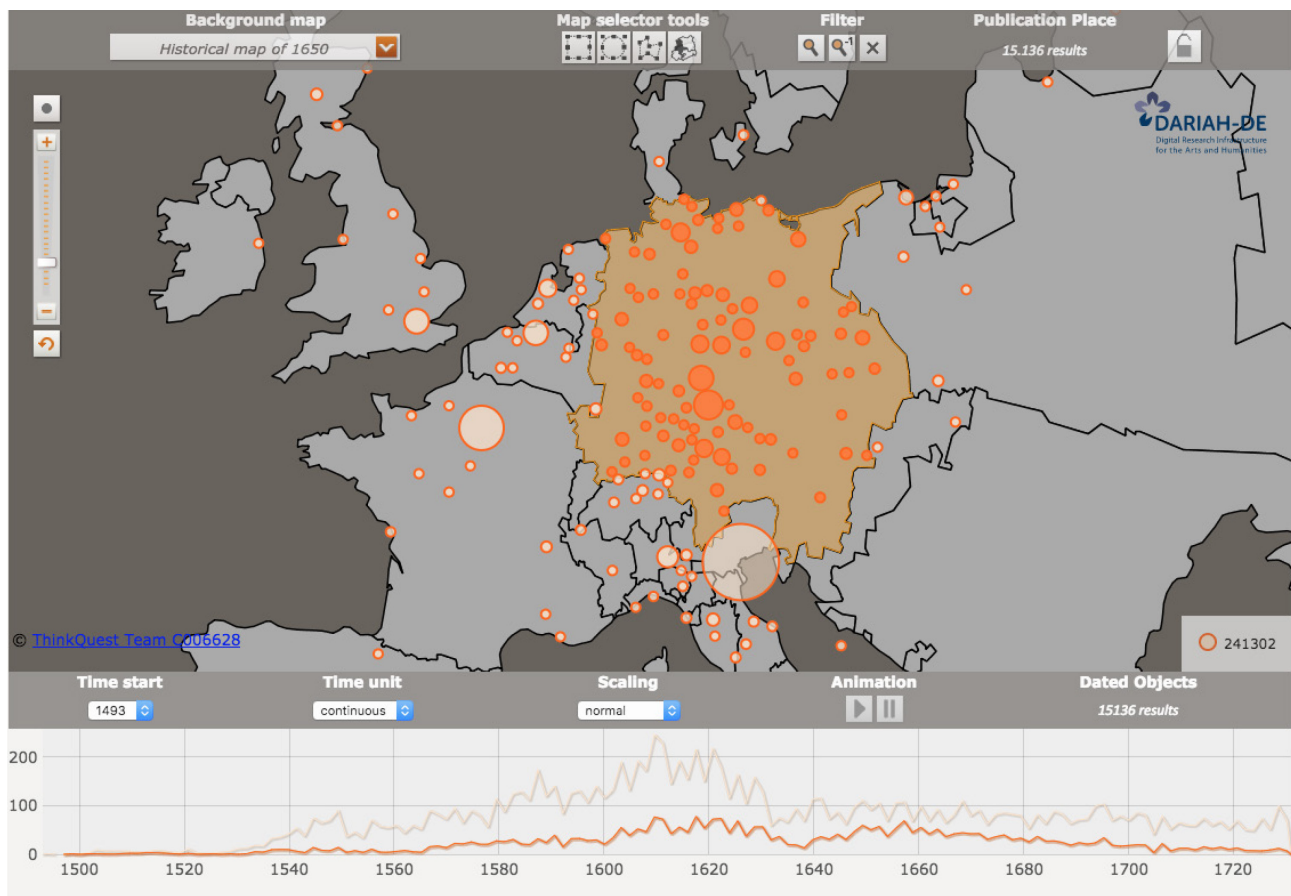 Background map
Map selector tools
Filter
Publication Place
Historical map of 1650
-1
15.136 results
DARIAH-DE
Digital Research Infrastructure
for the Arts and Humanities
© ThinkQuest Team C006628
241302
Time start
Time unit
Scaling
Animation
Dated Objects
1493
continuous
normal
15136 results
200
100
0
1500 1520 1540 1560 1580 1600 1620 1640 1660 1680 1700 1720